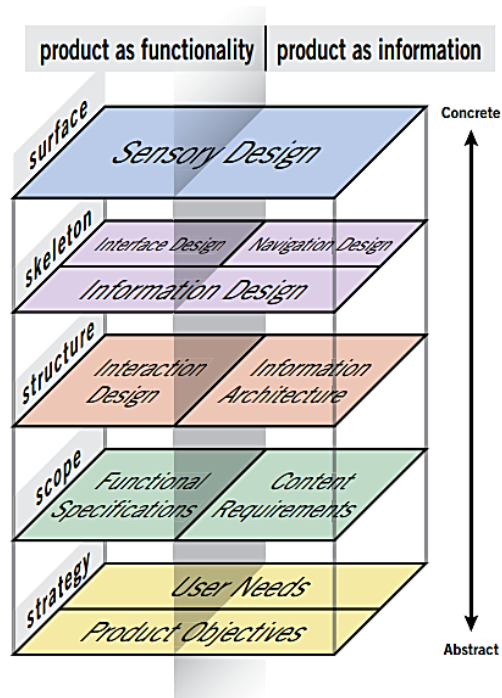 product as functionality
product as information
Concrete
surface
Sensory Design
skeleton
Interface Design
Navigation Design
Information Design
structure
Interaction
Design
Information
Architecture
scope
Functional
Specifications
Content
Requirements
strategy
User Needs
Product Objectives
Abstract